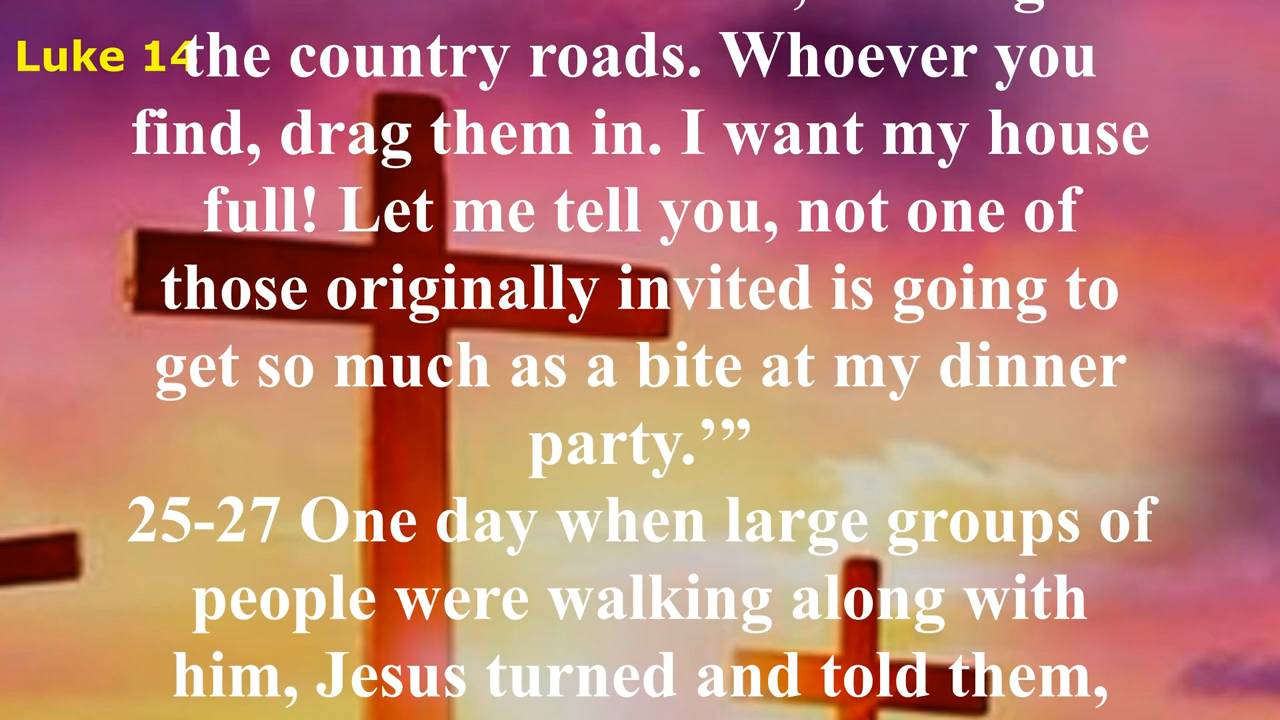 Luke 14
the country roads. Whoever you
find, drag them in. I want my house
full! Let me tell you, not one of
those originally invited is going to
get so much as a bite at my dinner
party.’”
25-27 One day when large groups of
people were walking along with
him, Jesus turned and told them,